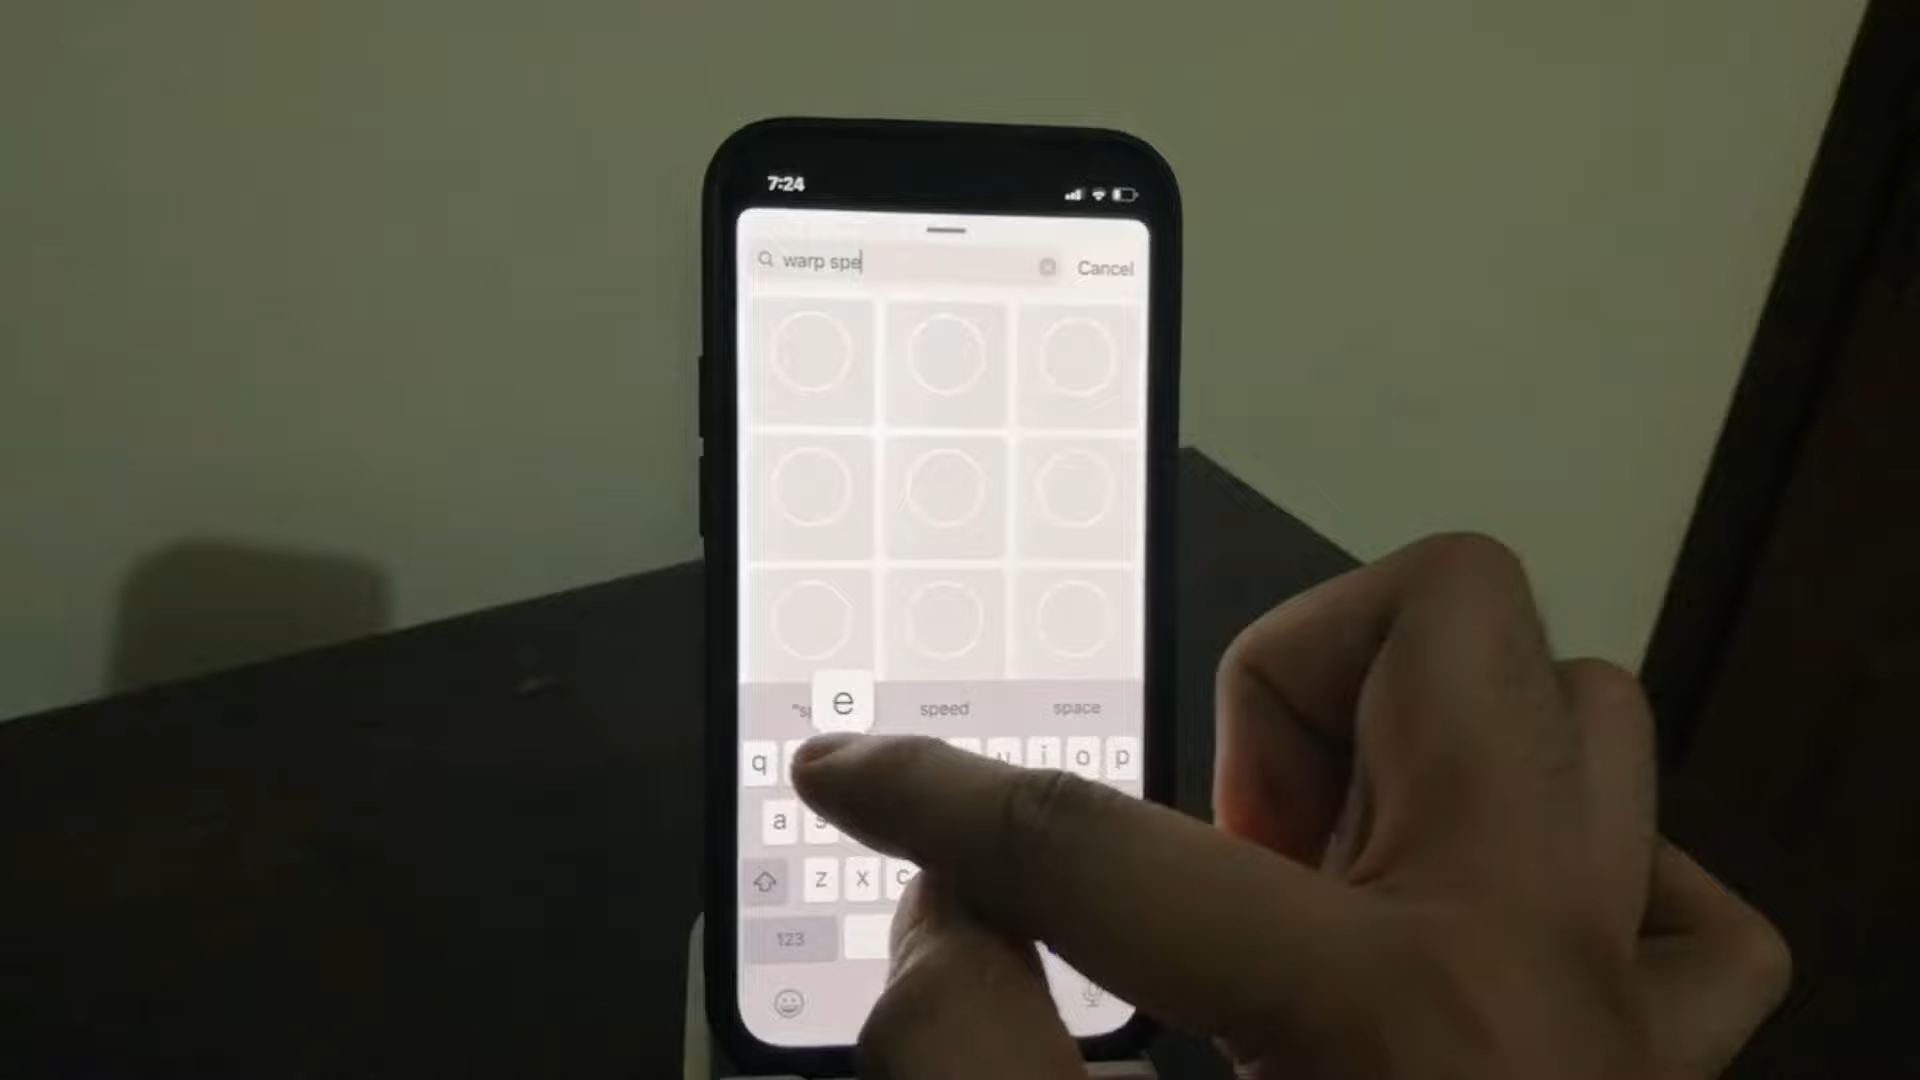 7:24
warp spe
Cancel
e speed space
q u i o p
a s
z x c
123